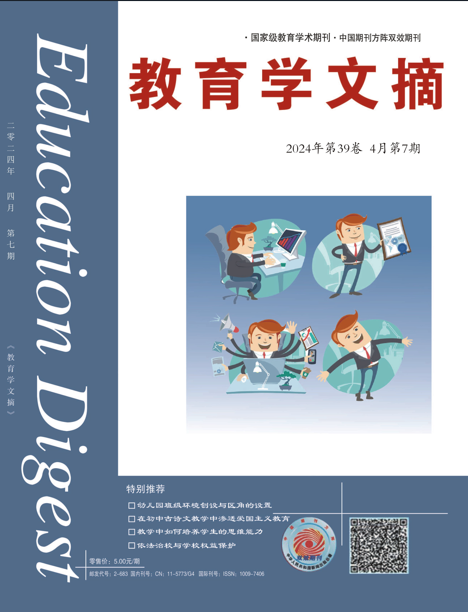 ·国家级教育学术期刊·中国期刊方阵双效期刊
教育学文摘
2024年第39卷 4月第7期
Education Digest
二零二四年 四月 第七期
《教育学文摘》
特别推荐
幼儿园班级环境创设与区角的设置
在初中古诗文教学中渗透爱国主义教育
教学中如何培养学生的思维能力
依法治校与学校权益保护
零售价:5.00元/期
邮发代号:2-683 国内刊号:CN:11-5773/G4 国际刊号:ISSN:1009-7406
双效期刊